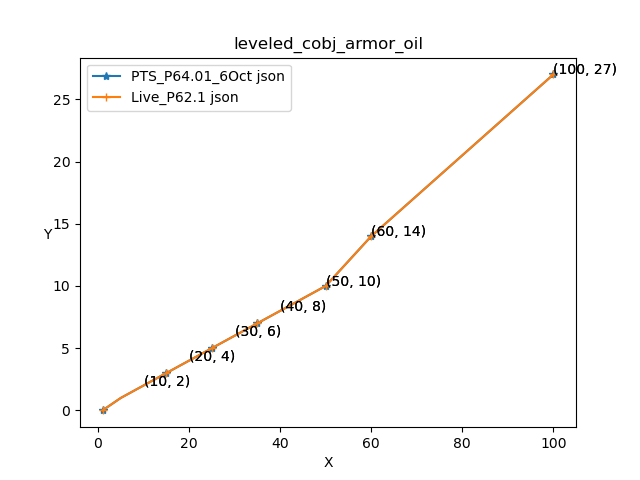 leveled_cobj_armor_oil
PTS_P64.01_6Oct json
Live_P62.1 json
(100, 27)
(60, 14)
(50, 10)
(40, 8)
(30, 6)
(20, 4)
(10, 2)
Y
25
20
15
10
5
0
0 20 40 60 80 100
X